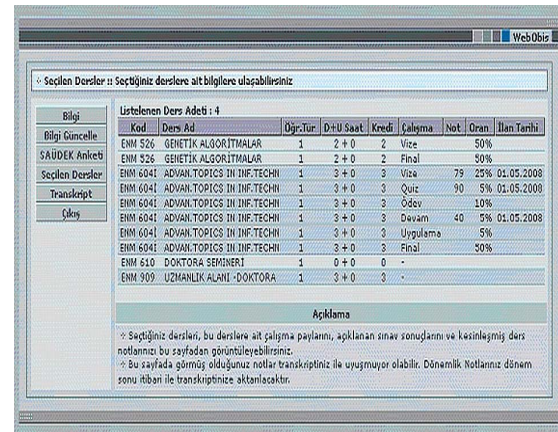 WebObis
÷ Seçilen Dersler :: Seçtiğiniz derslere ait bilgilere ulaşabilirsiniz
Bilgi
Bilgi Güncelle
SAÜDEK Anketi
Seçilen Dersler
Transkript
Çıkış
Listelenen Ders Adeti : 4
Kod Ders Ad Öğr.Tür D+U Saat Kredi Çalışma Not Oran İlan Tarihi
ENM 526 GENETİK ALGORİTMALAR 1 2 + 0 2 Vize 50%
ENM 526 GENETİK ALGORİTMALAR 1 2 + 0 2 Final 50%
ENM 604İ ADVAN.TOPICS IN INF.TECHN 1 3 + 0 3 Vize 79 25% 01.05.2008
ENM 604İ ADVAN.TOPICS IN INF.TECHN 1 3 + 0 3 Quiz 90 5% 01.05.2008
ENM 604İ ADVAN.TOPICS IN INF.TECHN 1 3 + 0 3 Ödev 10%
ENM 604İ ADVAN.TOPICS IN INF.TECHN 1 3 + 0 3 Devam 40 5% 01.05.2008
ENM 604İ ADVAN.TOPICS IN INF.TECHN 1 3 + 0 3 Uygulama 5%
ENM 604İ ADVAN.TOPICS IN INF.TECHN 1 3 + 0 3 Final 50%
ENM 610 DOKTORA SEMİNERİ 1 0 + 0 0 -
ENM 909 UZMANLIK ALANI -DOKTORA 1 3 + 0 3 -
Açıklama
÷ Seçtiğiniz dersleri, bu derslere ait çalışma paylarını, açıklanan sınav sonuçlarını ve kesinleşmiş ders
notlarınızı bu sayfadan görüntüleyebilirsiniz.
÷ Bu sayfada görmüş olduğunuz notlar transkriptiniz ile uyuşmuyor olabilir. Dönemlik Notlarınız dönem
sonu itibari ile transkriptinize aktarılacaktır.